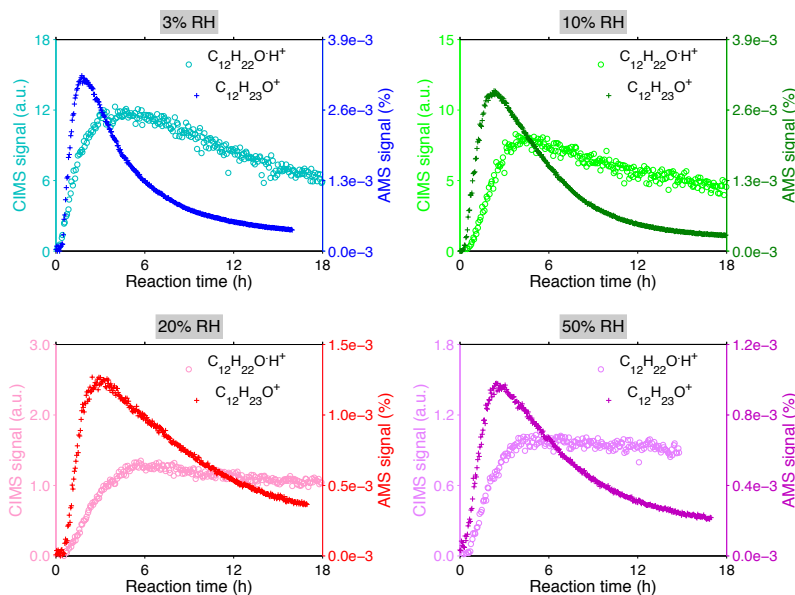 3% RH
18
12
6
0
CIMS signal (a.u.)
C12H22O·H+
C12H23O+
3.9e−3
2.6e−3
1.3e−3
0.0e−3
AMS signal (%)
0 6 12 18
Reaction time (h)
10% RH
15
10
5
0
CIMS signal (a.u.)
C12H22O·H+
C12H23O+
3.9e−3
2.6e−3
1.3e−3
0.0e−3
AMS signal (%)
0 6 12 18
Reaction time (h)
20% RH
3.0
2.0
1.0
0.0
CIMS signal (a.u.)
C12H22O·H+
C12H23O+
1.5e−3
1.0e−3
0.5e−3
0.0e−3
AMS signal (%)
0 6 12 18
Reaction time (h)
50% RH
1.8
1.2
0.6
0.0
CIMS signal (a.u.)
C12H22O·H+
C12H23O+
1.2e−3
0.8e−3
0.4e−3
0.0e−3
AMS signal (%)
0 6 12 18
Reaction time (h)